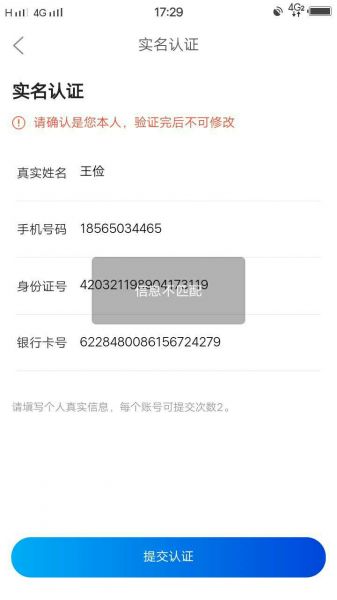 H 4G 17:29 4G2
实名认证
实名认证
请确认是您本人，验证完后不可修改
真实姓名 王俭
手机号码 18565034465
身份证号 420321198904173119
信息不匹配
银行卡号 6228480086156724279
请填写个人真实信息，每个账号可提交次数2。
提交认证